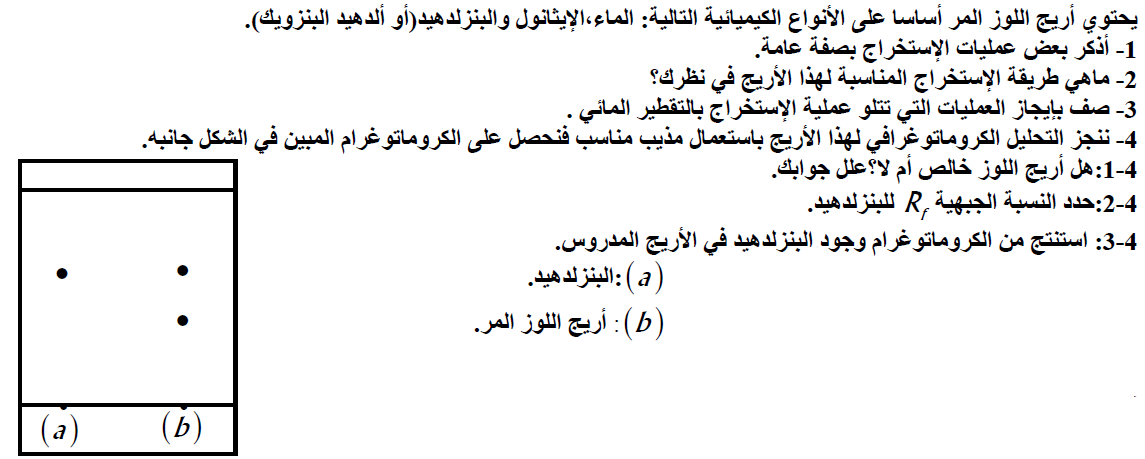 يحتوي أريج اللوز المر أساسا على الأنواع الكيميائية التالية: الماء،الإيثانول والبنزلدهيد(أو ألدهيد البنزويك).
1- أذكر بعض عمليات الإستخراج بصفة عامة.
2- ماهي طريقة الإستخراج المناسبة لهذا الأريج في نظرك؟
3- صف بإيجاز العمليات التي تتلو عملية الإستخراج بالتقطير المائي .
4- ننجز التحليل الكروماتوغرافي لهذا الأريج باستعمال مذيب مناسب فنحصل على الكروماتوغرام المبين في الشكل جانبه.
4-1:هل أريج اللوز خالص أم لا؟علل جوابك.
4-2:حدد النسبة الجبهية R_f للبنزلدهيد.
4-3: استنتج من الكروماتوغرام وجود البنزلدهيد في الأريج المدروس.
(a):البنزلدهيد.
(b): أريج اللوز المر.
(a) (b)